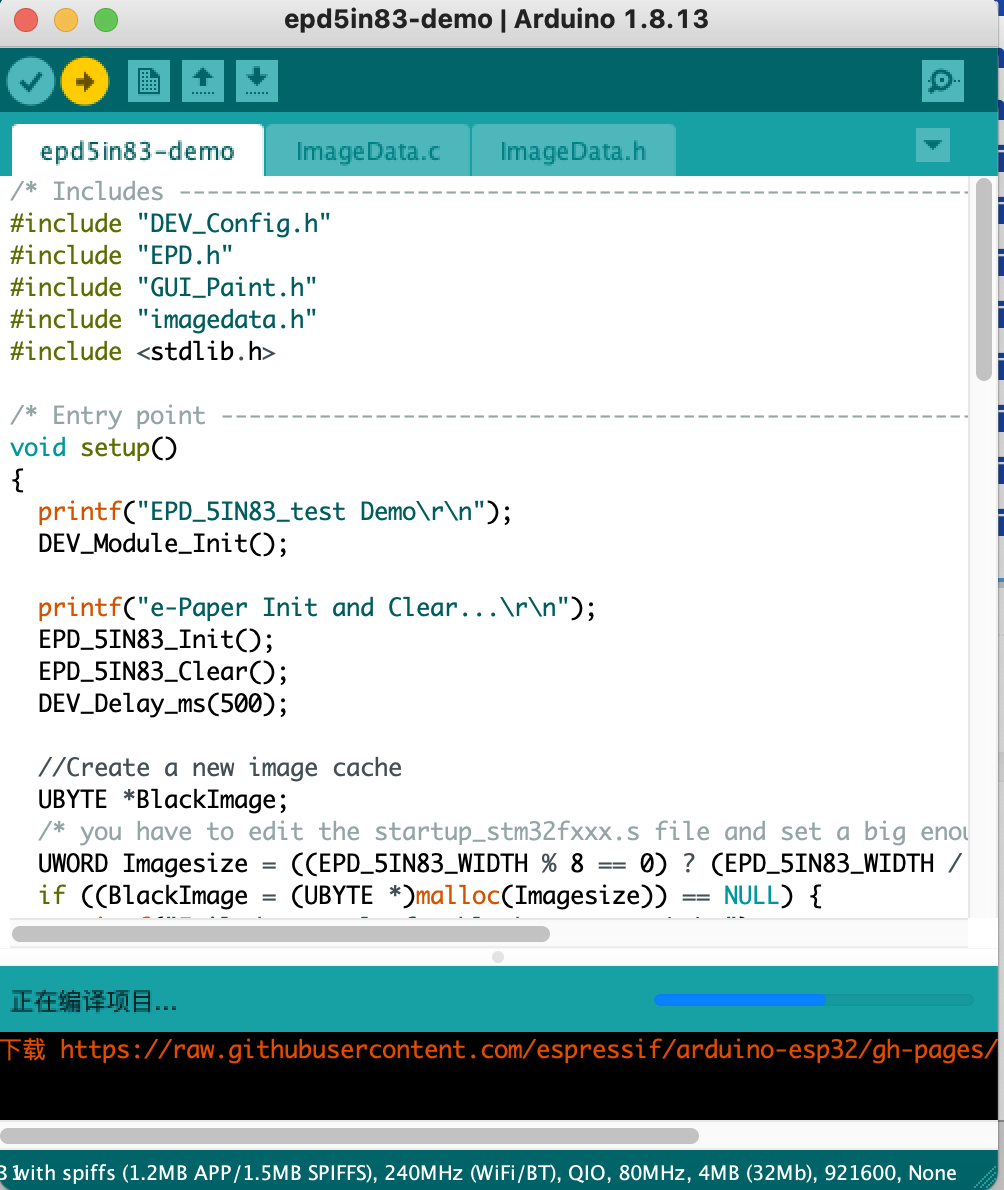 epd5in83-demo | Arduino 1.8.13
epd5in83-demo ImageData.c ImageData.h
/* Includes ------------------------------------------------------------
#include "DEV_Config.h"
#include "EPD.h"
#include "GUI_Paint.h"
#include "imagedata.h"
#include <stdlib.h>
/* Entry point ---------------------------------------------------------
void setup()
{
printf("EPD_5IN83_test Demo\r\n");
DEV_Module_Init();
printf("e-Paper Init and Clear...\r\n");
EPD_5IN83_Init();
EPD_5IN83_Clear();
DEV_Delay_ms(500);
//Create a new image cache
UBYTE *BlackImage;
/* you have to edit the startup_stm32fxxx.s file and set a big
UWORD Imagesize = ((EPD_5IN83_WIDTH % 8 == 0) ? (EPD_5IN83_WIDTH /
if ((BlackImage = (UBYTE *)malloc(Imagesize)) == NULL) {
正在编译项目...
下载 https://raw.githubusercontent.com/espressif/arduino-esp32/gh-pages/
with spiffs (1.2MB APP/1.5MB SPIFFS), 240MHz (WiFi/BT), QIO, 80MHz, 4MB (32Mb), 921600, None